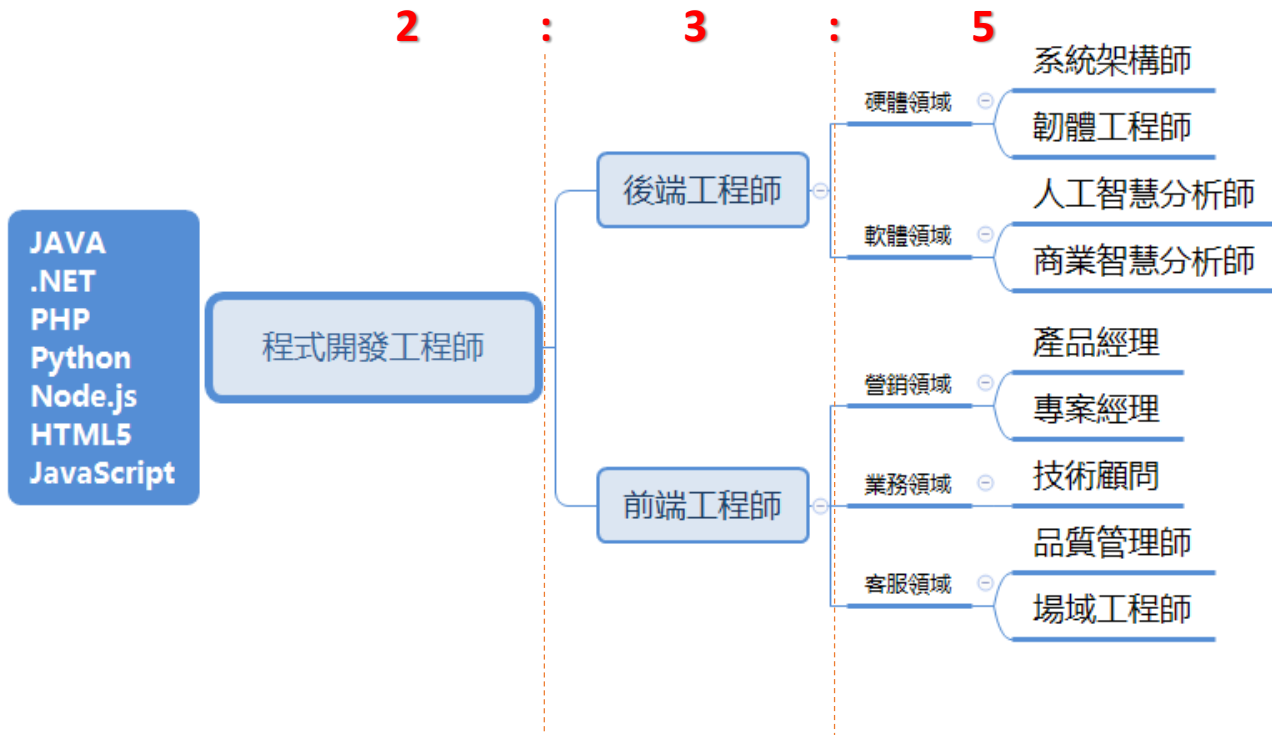 2 : 3 : 5
JAVA
.NET
PHP
Python
Node.js
HTML5
JavaScript
程式開發工程師
後端工程師
硬體領域
系統架構師
韌體工程師
軟體領域
人工智慧分析師
商業智慧分析師
前端工程師
營銷領域
產品經理
專案經理
業務領域
技術顧問
客服領域
品質管理師
場域工程師